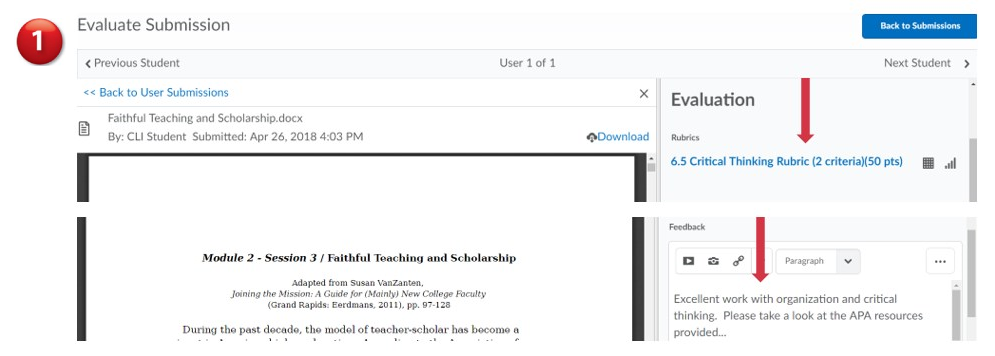 1
Evaluate Submission
Back to Submissions
Previous Student
User 1 of 1
Next Student
<< Back to User Submissions
Faithful Teaching and Scholarship.docx
By: CLI Student Submitted: Apr 26, 2018 4:03 PM
Download
Evaluation
Rubrics
6.5 Critical Thinking Rubric (2 criteria)(50 pts)
Module 2 - Session 3 / Faithful Teaching and Scholarship
Adapted from Susan VanZanten,
Joining the Mission: A Guide for (Mainly) New College Faculty
(Grand Rapids: Eerdmans, 2011), pp. 97-128
During the past decade, the model of teacher-scholar has become a
Feedback
Paragraph
Excellent work with organization and critical
thinking. Please take a look at the APA resources
provided...